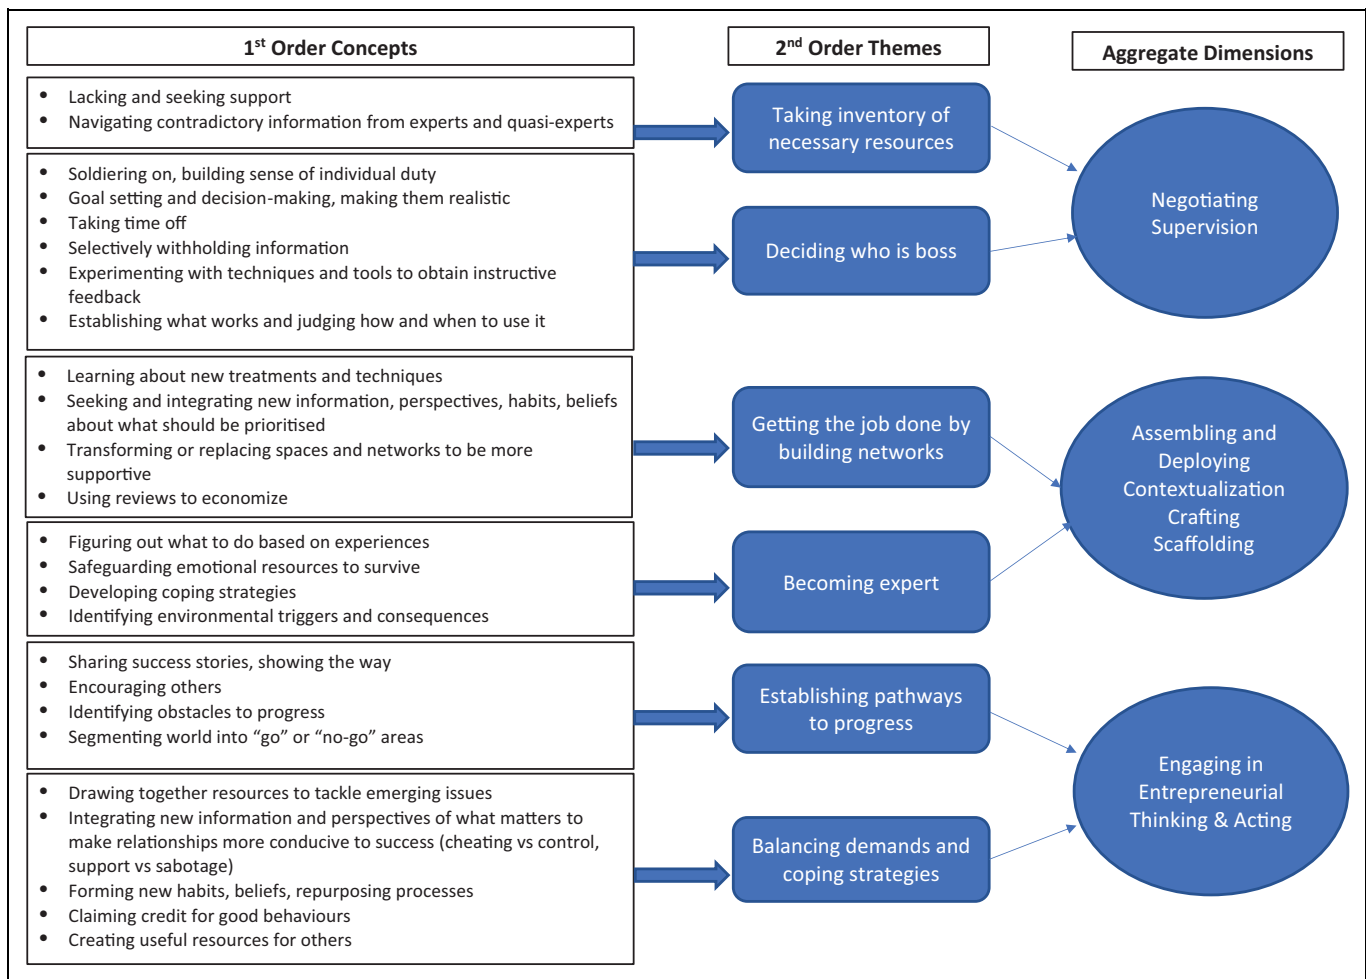 1st Order Concepts
2nd Order Themes
Aggregate Dimensions
• Lacking and seeking support
• Navigating contradictory information from experts and quasi-experts
Taking inventory of
necessary resources
• Soldiering on, building sense of individual duty
• Goal setting and decision-making, making them realistic
• Taking time off
• Selectively withholding information
• Experimenting with techniques and tools to obtain instructive
feedback
• Establishing what works and judging how and when to use it
Deciding who is boss
Negotiating
Supervision
• Learning about new treatments and techniques
• Seeking and integrating new information, perspectives, habits, beliefs
about what should be prioritised
• Transforming or replacing spaces and networks to be more
supportive
• Using reviews to economize
Getting the job done by
building networks
• Figuring out what to do based on experiences
• Safeguarding emotional resources to survive
• Developing coping strategies
• Identifying environmental triggers and consequences
Becoming expert
Assembling and
Deploying
Contextualization
Crafting
Scaffolding
• Sharing success stories, showing the way
• Encouraging others
• Identifying obstacles to progress
• Segmenting world into “go” or “no-go” areas
Establishing pathways
to progress
• Drawing together resources to tackle emerging issues
• Integrating new information and perspectives of what matters to
make relationships more conducive to success (cheating vs control,
support vs sabotage)
• Forming new habits, beliefs, repurposing processes
• Claiming credit for good behaviours
• Creating useful resources for others
Balancing demands and
coping strategies
Engaging in
Entrepreneurial
Thinking & Acting